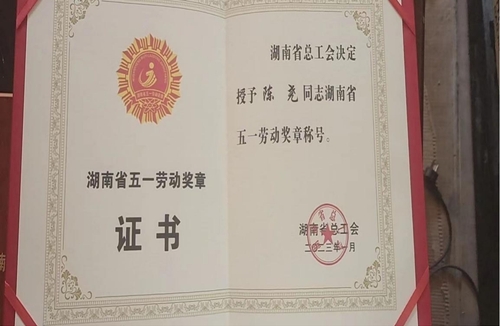 湖南省五一劳动奖章
证书
湖南省总工会决定
授予陈尧同志湖南省
五一劳动奖章称号。
湖南省总工会